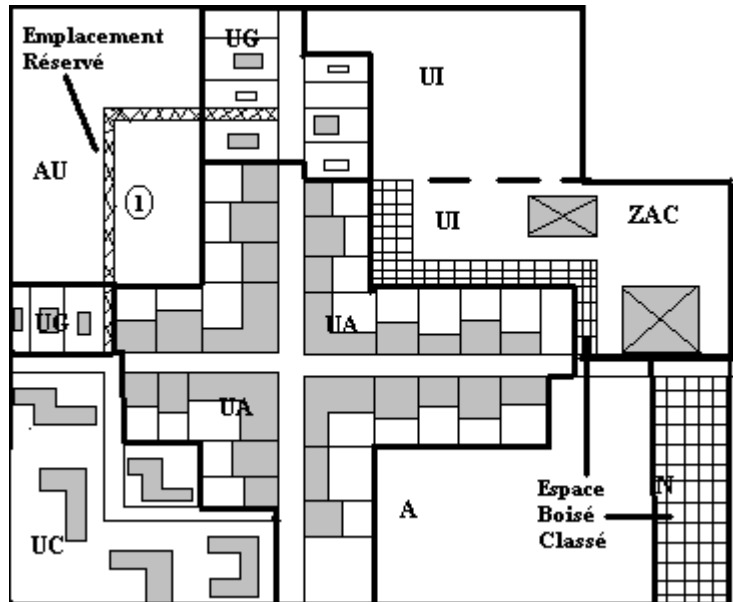 Emplacement
Réservé
UG
UI
AU
1
UI
ZAC
UG
UA
UA
Espace
Boisé
Classé
N
A
UC